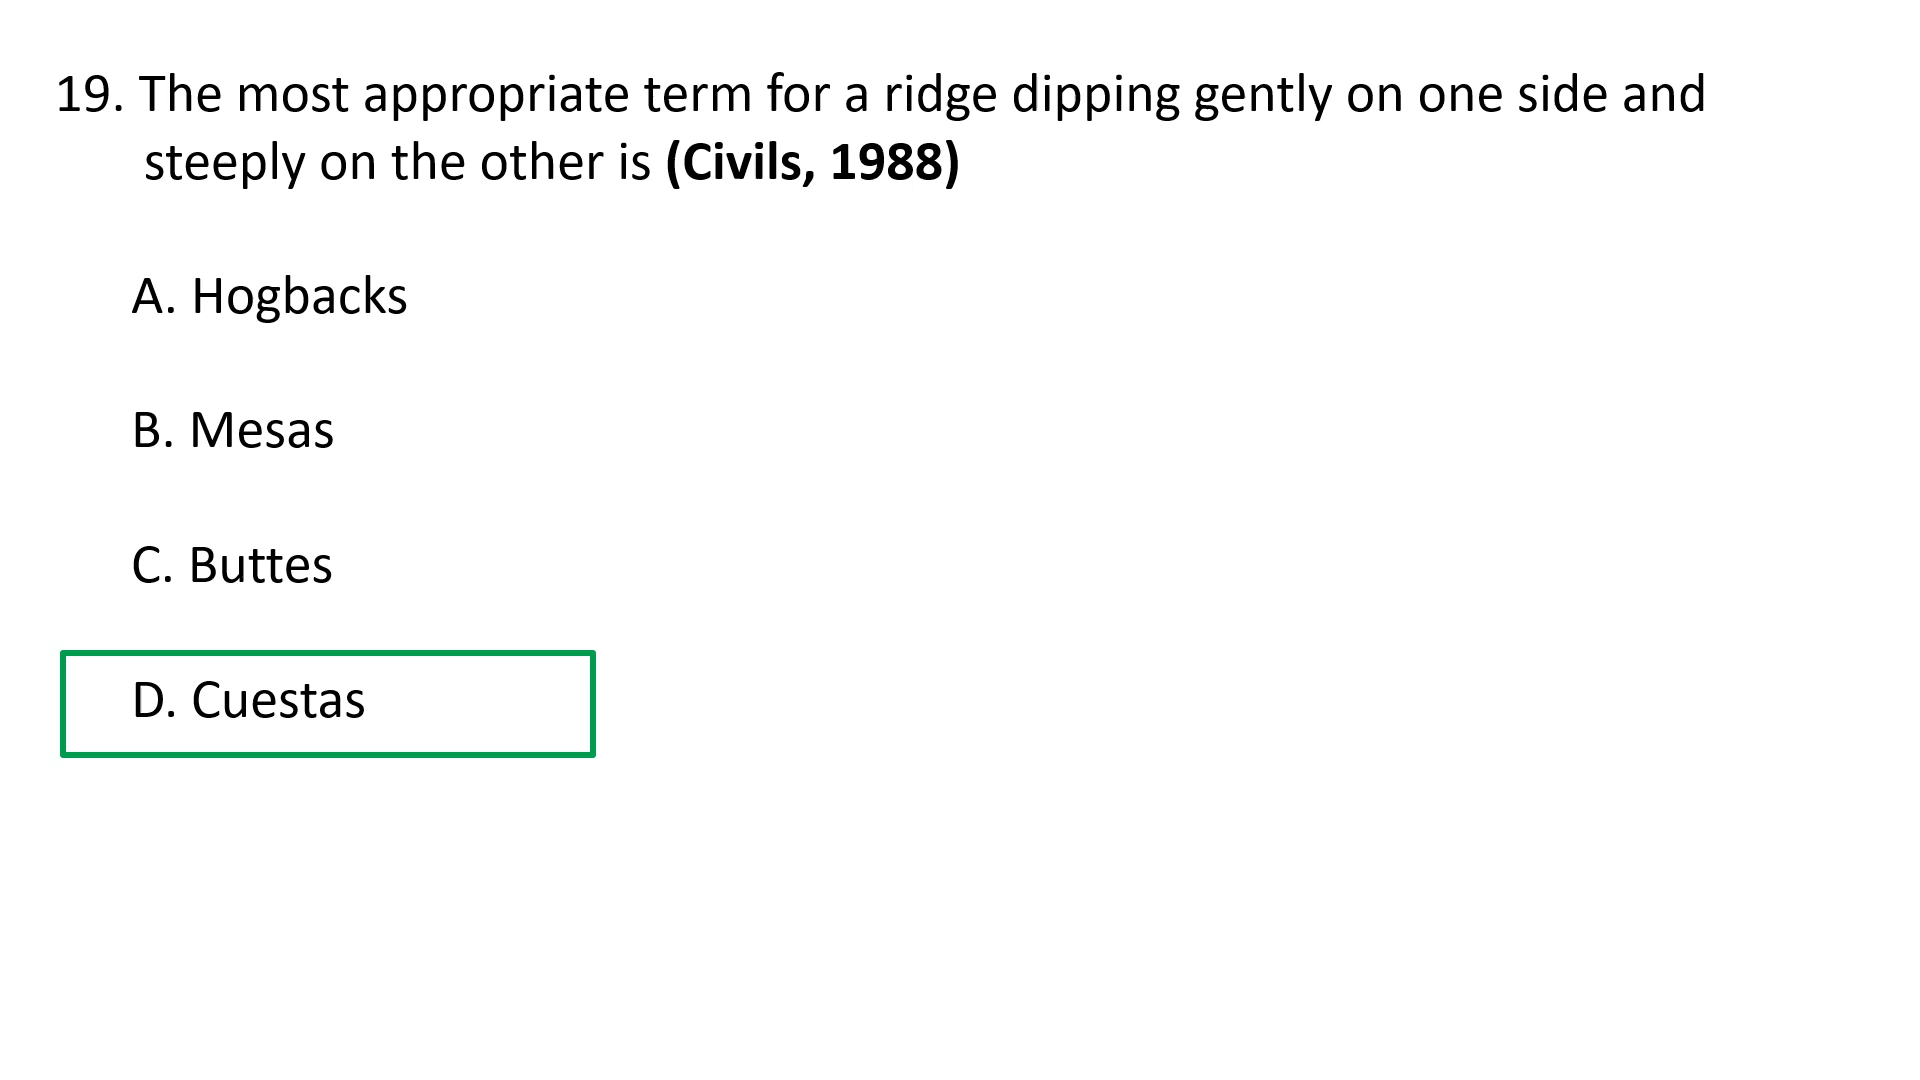 19. The most appropriate term for a ridge dipping gently on one side and
steeply on the other is (Civils, 1988)
A. Hogbacks
B. Mesas
C. Buttes
D. Cuestas